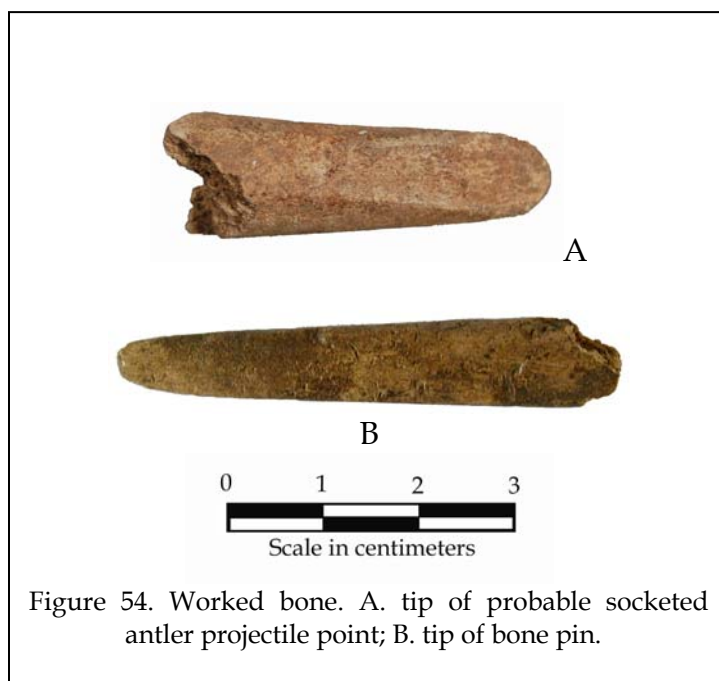 A
B
0 1 2 3
Scale in centimeters
Figure 54. Worked bone. A. tip of probable socketed
antler projectile point; B. tip of bone pin.